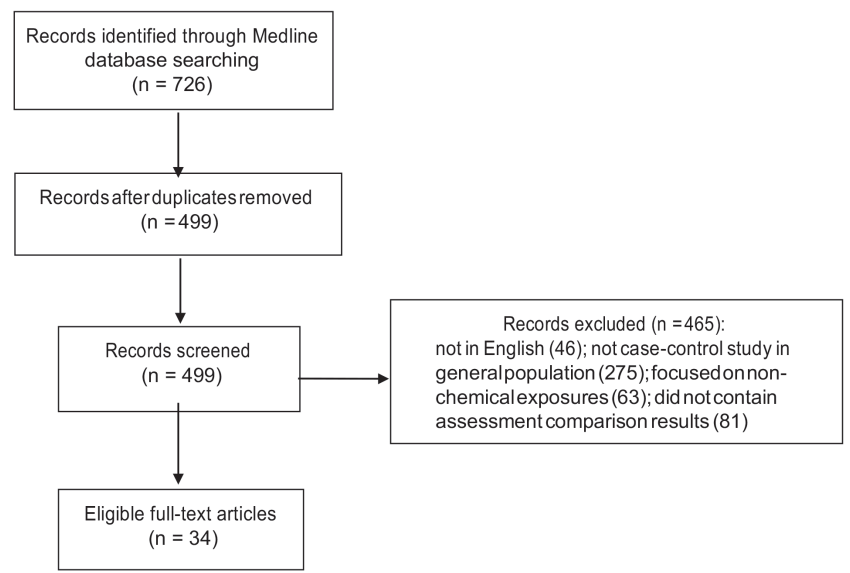 Records identified through Medline
database searching
(n = 726)
Records after duplicates removed
(n = 499)
Records screened
(n = 499)
Records excluded (n = 465):
not in English (46); not case-control study in
general population (275); focused on non-
chemical exposures (63); did not contain
assessment comparison results (81)
Eligible full-text articles
(n = 34)